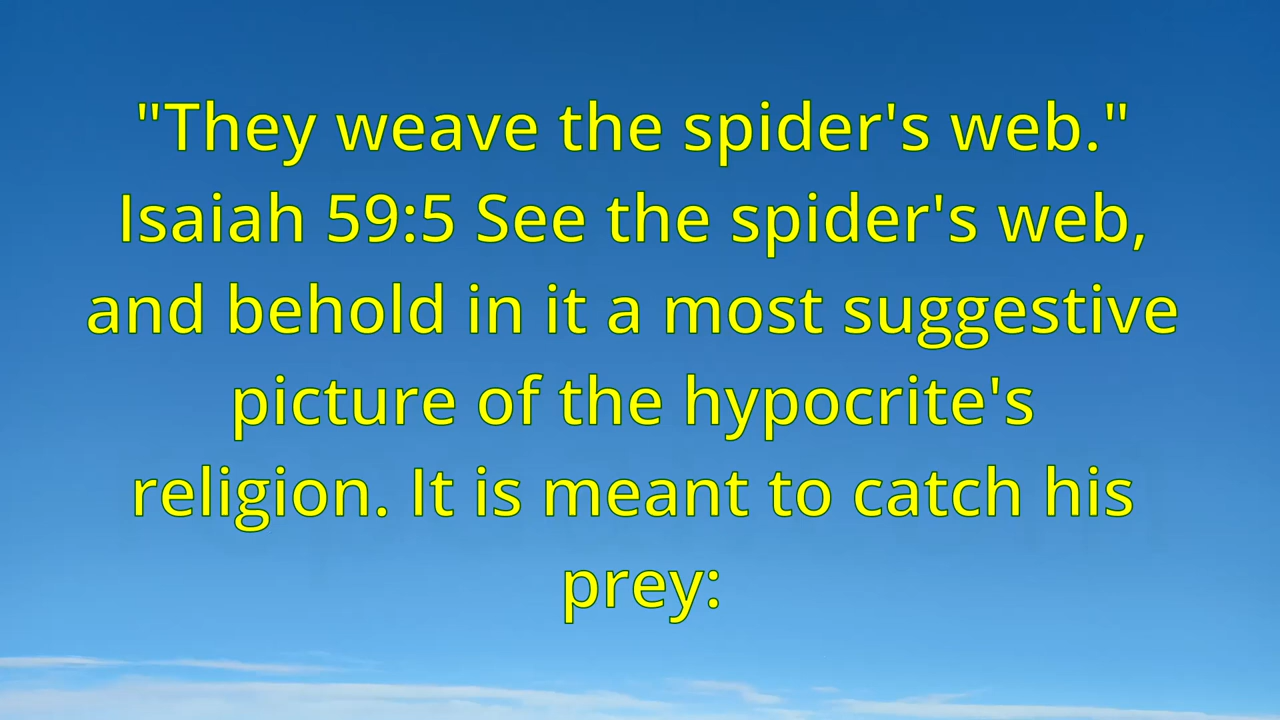 "They weave the spider's web."
Isaiah 59:5 See the spider's web,
and behold in it a most suggestive
picture of the hypocrite's
religion. It is meant to catch his
prey: